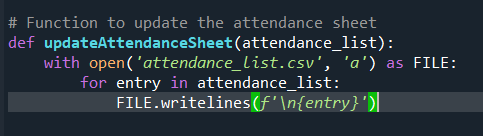 # Function to update the attendance sheet
def updateAttendanceSheet(attendance_list):
    with open('attendance_list.csv', 'a') as FILE:
        for entry in attendance_list:
            FILE.writelines(f'\n{entry}')